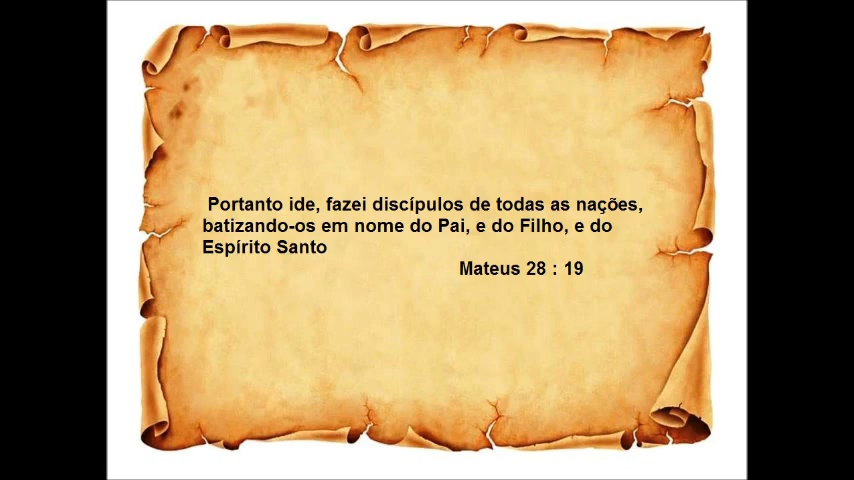 Portanto ide, fazei discípulos de todas as nações,
batizando-os em nome do Pai, e do Filho, e do
Espírito Santo
Mateus 28 : 19